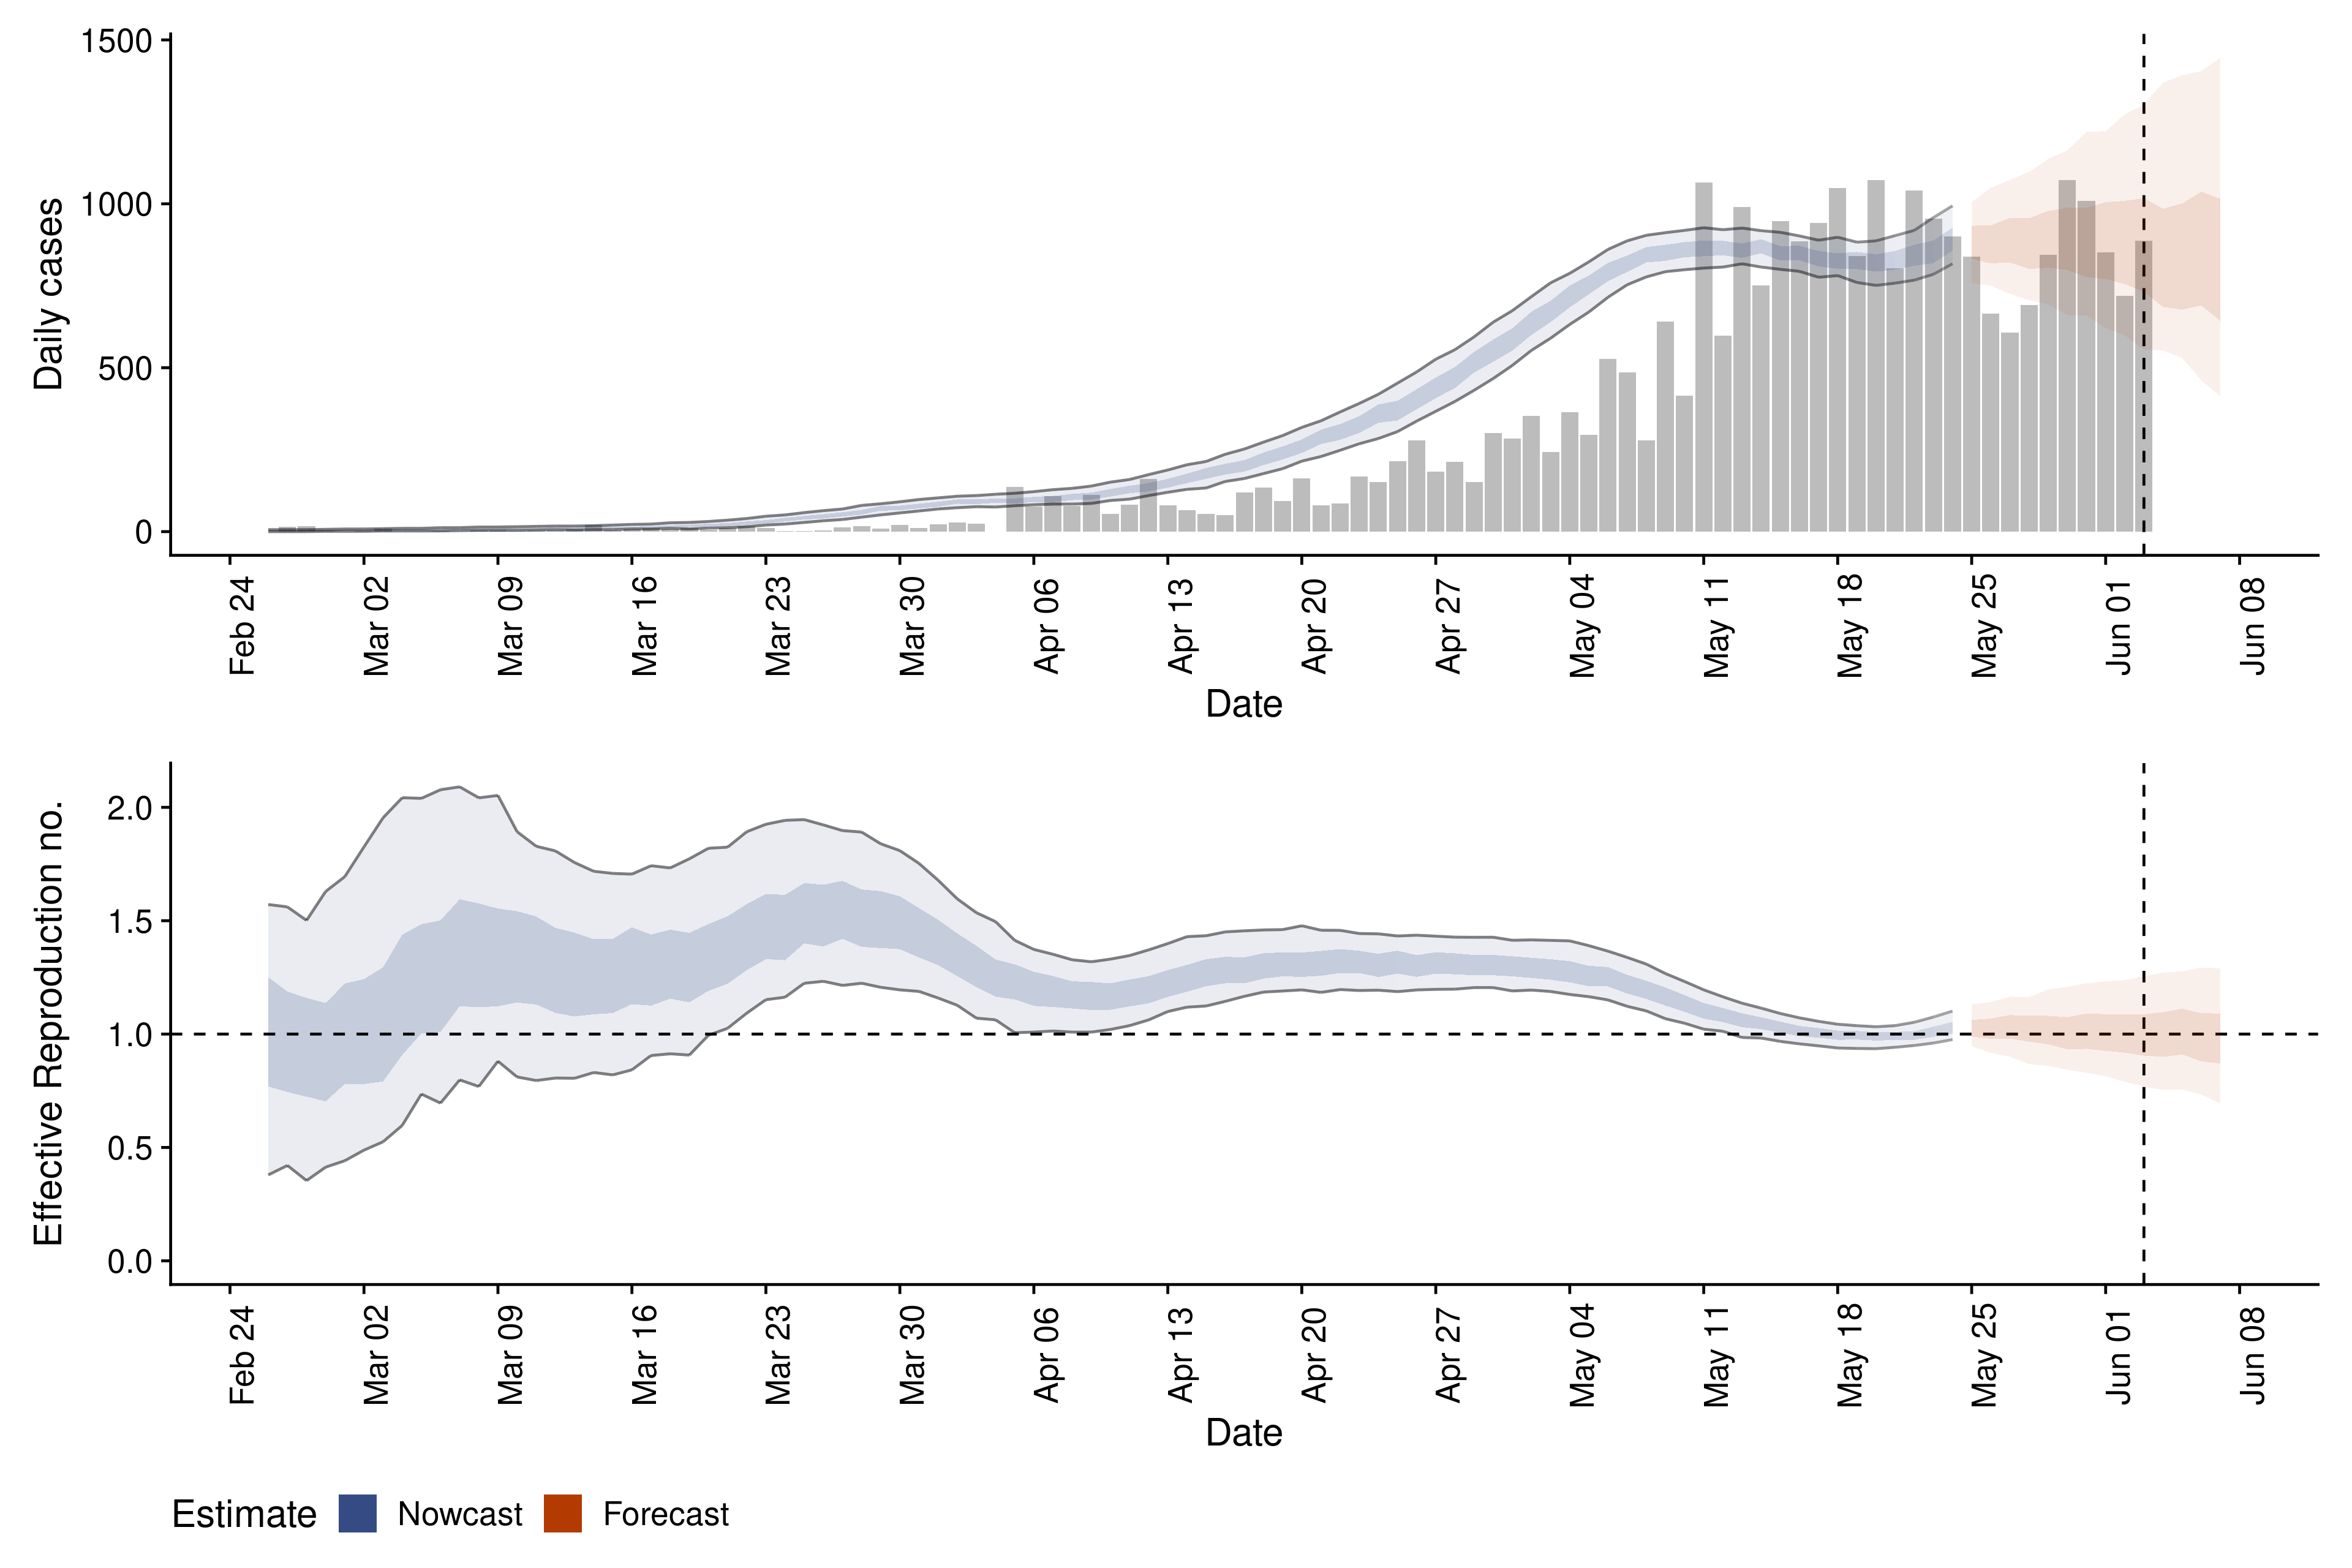 1500
1000
500
0
Daily cases
Feb 24
Mar 02
Mar 09
Mar 16
Mar 23
Mar 30
Apr 06
Apr 13
Apr 20
Apr 27
May 04
May 11
May 18
May 25
Jun 01
Jun 08
Date
2.0
1.5
1.0
0.5
0.0
Effective Reproduction no.
Feb 24
Mar 02
Mar 09
Mar 16
Mar 23
Mar 30
Apr 06
Apr 13
Apr 20
Apr 27
May 04
May 11
May 18
May 25
Jun 01
Jun 08
Date
Estimate Nowcast Forecast